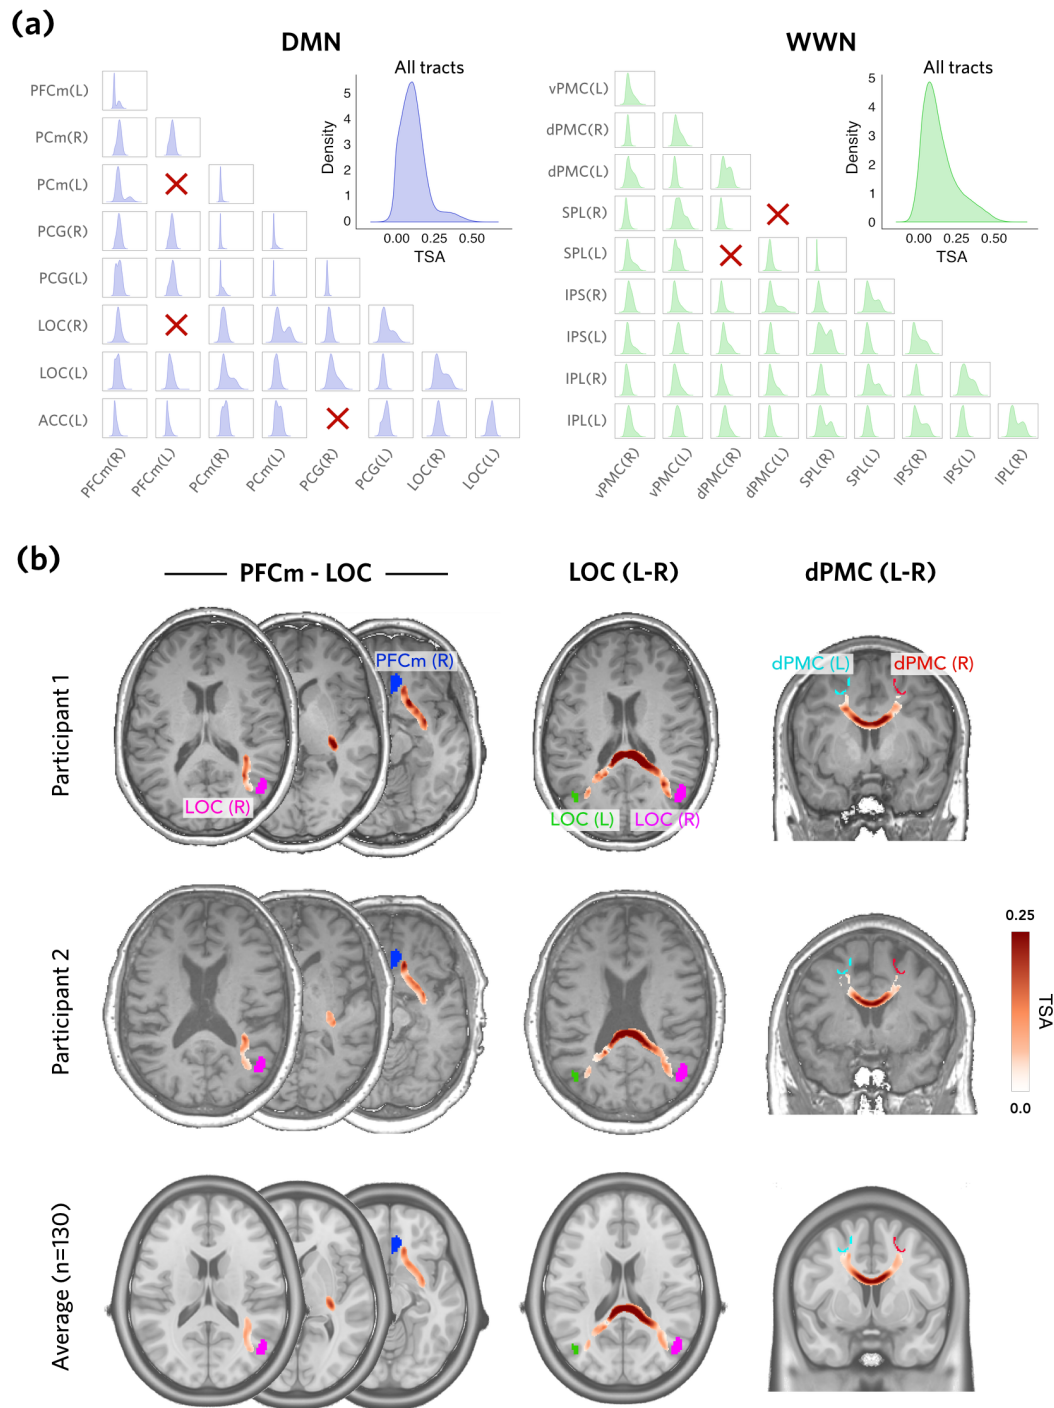 (a)
DMN
WWN
All tracts
Density
5
4
3
2
1
0
0.00 0.25 0.50
TSA
PFCm(L)
PCm(R)
PCm(L)
PCG(R)
PCG(L)
LOC(R)
LOC(L)
ACC(L)
PFCm(R)
PFCm(L)
PCm(R)
PCm(L)
PCG(R)
PCG(L)
LOC(R)
LOC(L)
All tracts
Density
5
4
3
2
1
0
0.00 0.25 0.50
TSA
vPMC(L)
dPMC(R)
dPMC(L)
SPL(R)
SPL(L)
IPS(R)
IPS(L)
IPL(R)
IPL(L)
vPMC(R)
vPMC(L)
dPMC(R)
dPMC(L)
SPL(R)
SPL(L)
IPS(R)
IPS(L)
IPL(R)
(b)
PFCm - LOC
LOC (L-R)
dPMC (L-R)
Participant 1
PFCm (R)
LOC (R)
LOC (L)
LOC (R)
dPMC (L)
dPMC (R)
Participant 2
0.25
TSA
0.0
Average (n=130)